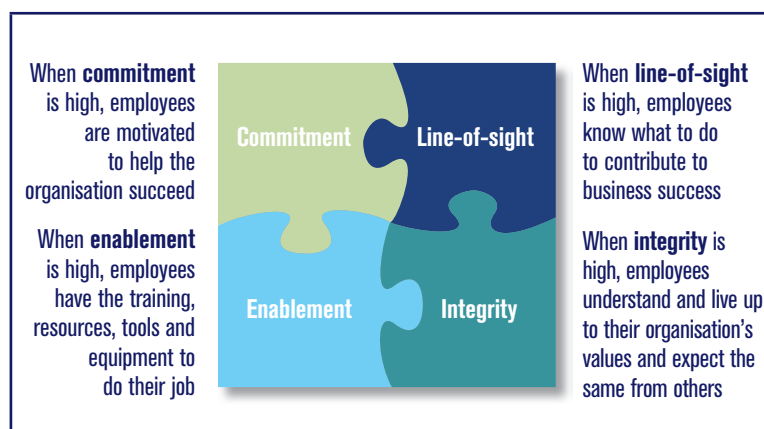 When commitment
is high, employees
are motivated
to help the
organisation succeed
When enablement
is high, employees
have the training,
resources, tools and
equipment to
do their job
Commitment
Line-of-sight
Enablement
Integrity
When line-of-sight
is high, employees
know what to do
to contribute to
business success
When integrity is
high, employees
understand and live up
to their organisation's
values and expect the
same from others